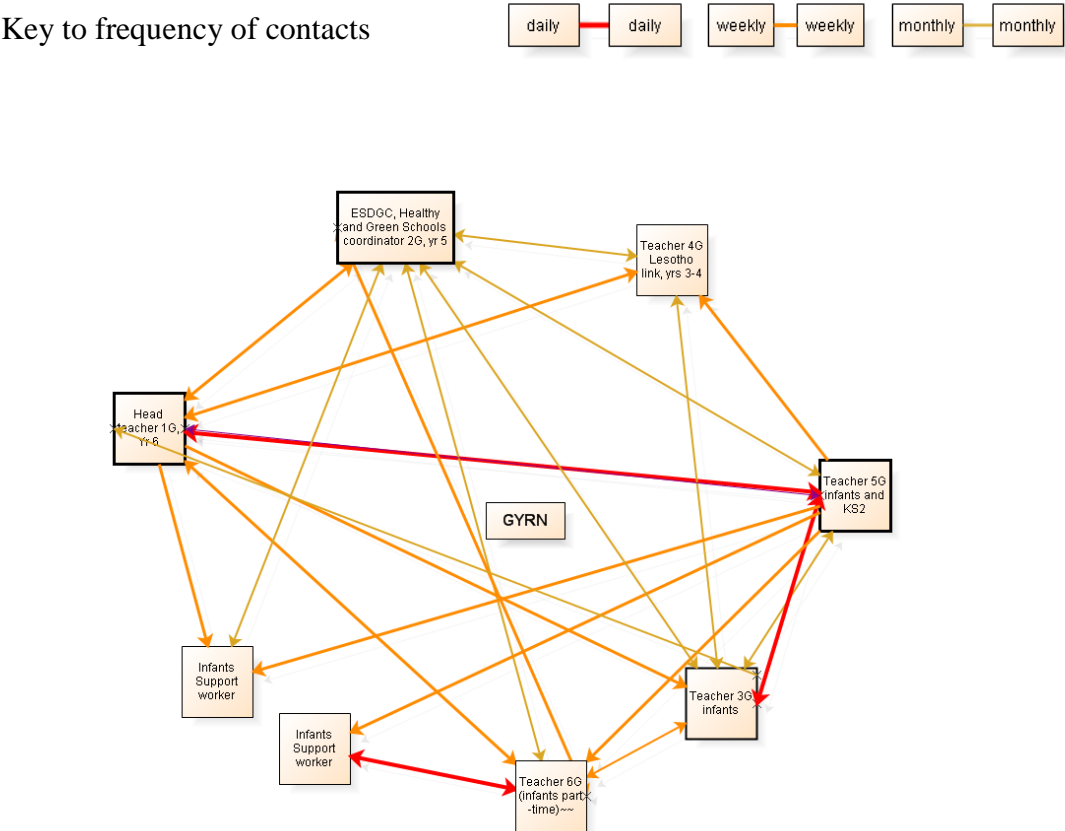 Key to frequency of contacts
daily
daily
weekly
weekly
monthly
monthly
ESDGC, Healthy
and Green Schools
coordinator 2G, yr 5
Teacher 4G
Lesotho
link, yrs 3-4
Head
teacher 1G,
Yr 6
Teacher 5G
infants and
KS2
GYRN
Infants
Support
worker
Teacher 3G,
infants
Infants
Support
worker
Teacher 6G
(infants part
-time)~~